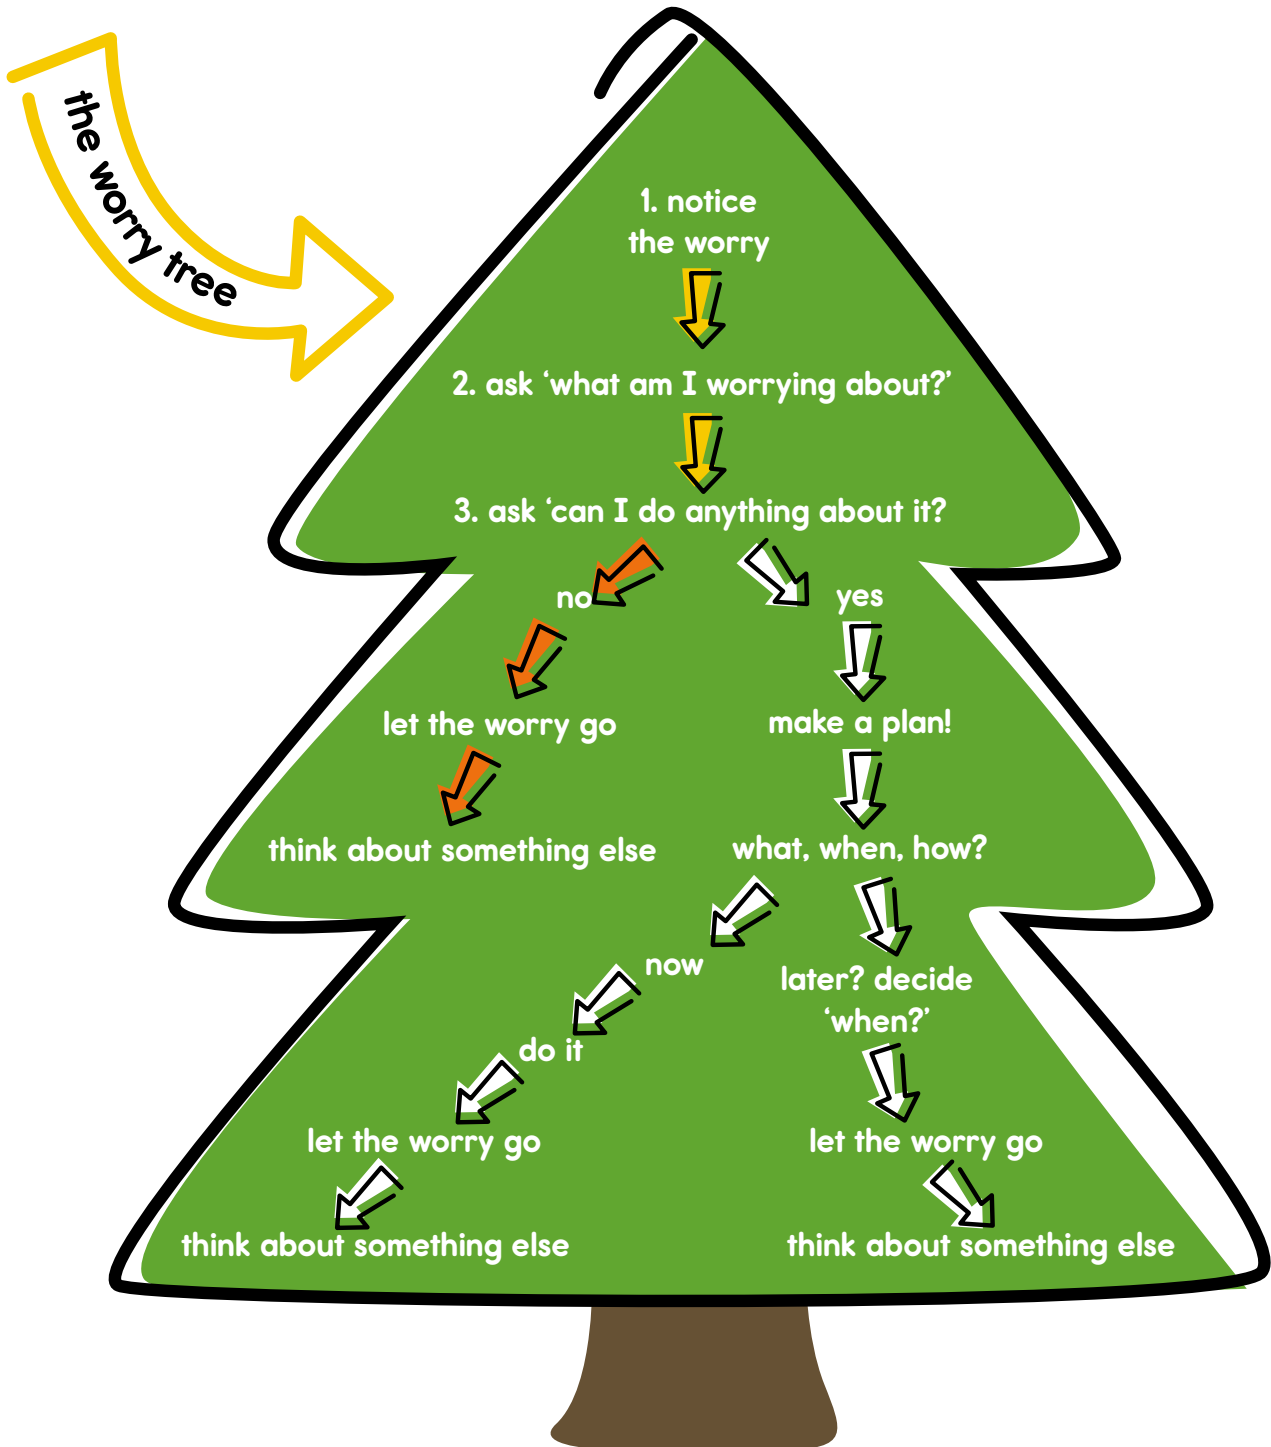 the worry tree
1. notice
the worry
2. ask ‘what am I worrying about?’
3. ask ‘can I do anything about it?
no
yes
let the worry go
make a plan!
think about something else
what, when, how?
now
later? decide
‘when?’
do it
let the worry go
let the worry go
think about something else
think about something else